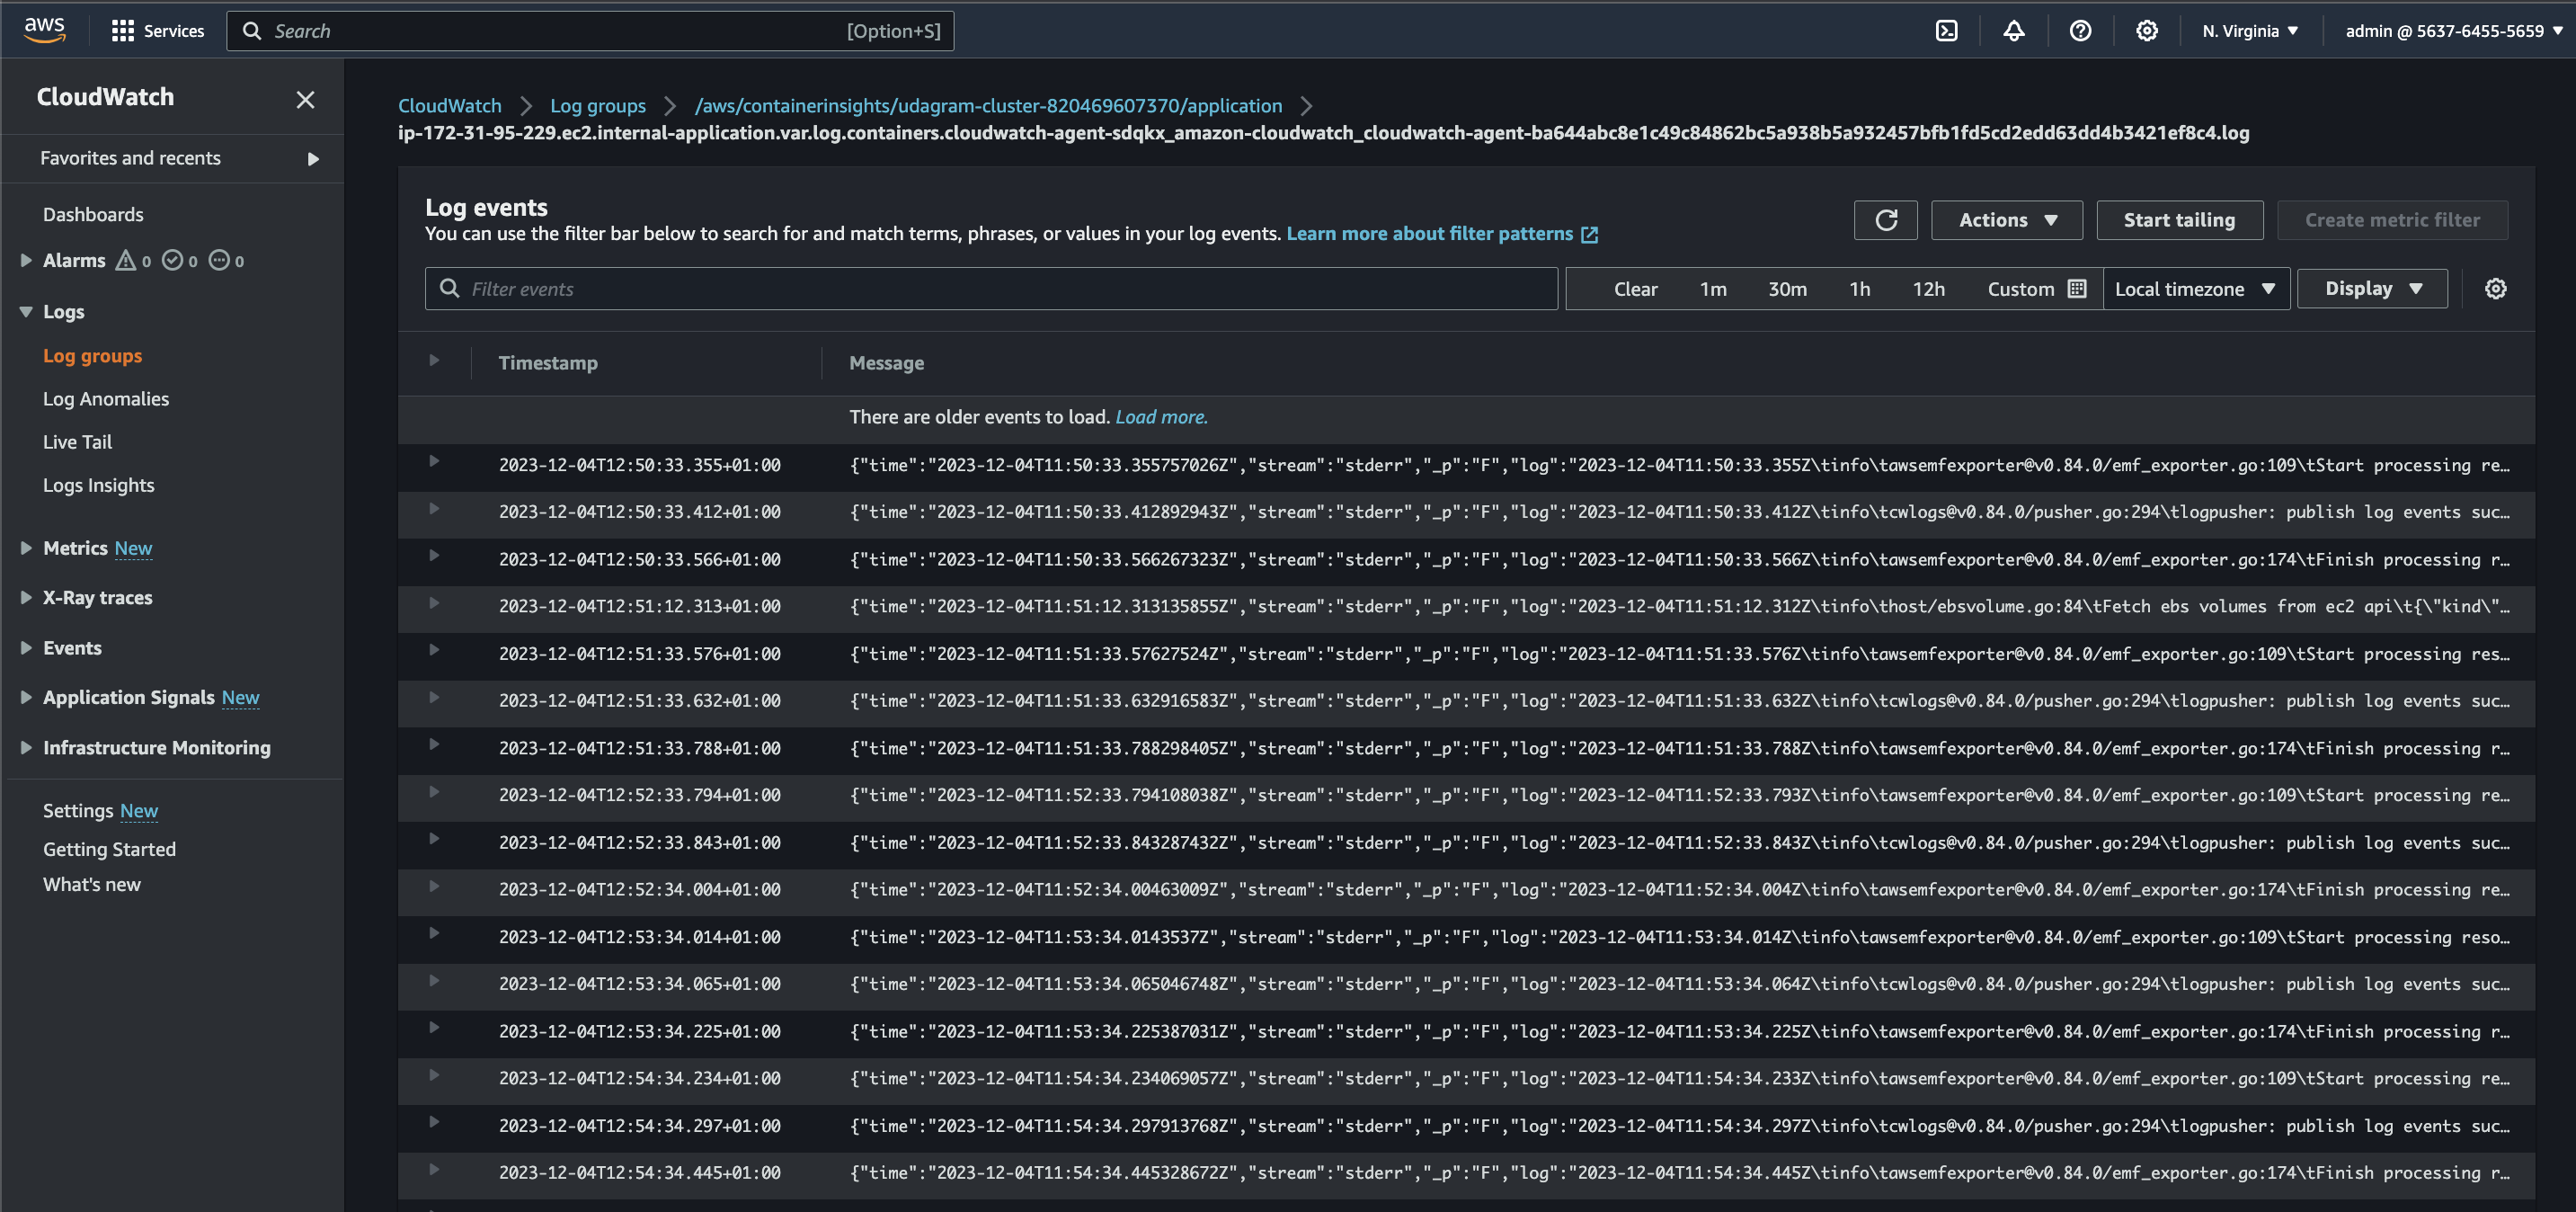 aws Services Search [Option+S] N. Virginia admin @ 5637-6455-5659
CloudWatch
Favorites and recents
Dashboards
Alarms 0 0 0
Logs
Log groups
Log Anomalies
Live Tail
Logs Insights
Metrics New
X-Ray traces
Events
Application Signals New
Infrastructure Monitoring
Settings New
Getting Started
What's new
CloudWatch Log groups /aws/containerinsights/udagram-cluster-820469607370/application
ip-172-31-95-229.ec2.internal-application.var.log.containers.cloudwatch-agent-sdqkx_amazon-cloudwatch_cloudwatch-agent-ba644abc8e1c49c84862bc5a938b5a932457bfb1fd5cd2edd63dd4b3421ef8c4.log
Log events
Actions Start tailing Create metric filter
You can use the filter bar below to search for and match terms, phrases, or values in your log events. Learn more about filter patterns
Filter events Clear 1m 30m 1h 12h Custom Local timezone Display
Timestamp Message
There are older events to load. Load more.
2023-12-04T12:50:33.355+01:00 {"time":"2023-12-04T11:50:33.355757026Z","stream":"stderr","_p":"F","log":"2023-12-04T11:50:33.355Z\tinfo\tawsemfexporter@v0.84.0/emf_exporter.go:109\tStart processing re…
2023-12-04T12:50:33.412+01:00 {"time":"2023-12-04T11:50:33.412892943Z","stream":"stderr","_p":"F","log":"2023-12-04T11:50:33.412Z\tinfo\tcwlogs@v0.84.0/pusher.go:294\tlogpusher: publish log events suc…
2023-12-04T12:50:33.566+01:00 {"time":"2023-12-04T11:50:33.566267323Z","stream":"stderr","_p":"F","log":"2023-12-04T11:50:33.566Z\tinfo\tawsemfexporter@v0.84.0/emf_exporter.go:174\tFinish processing r…
2023-12-04T12:51:12.313+01:00 {"time":"2023-12-04T11:51:12.313135855Z","stream":"stderr","_p":"F","log":"2023-12-04T11:51:12.312Z\tinfo\thost/ebsvolume.go:84\tFetch ebs volumes from ec2 api\t{\"kind\"…
2023-12-04T12:51:33.576+01:00 {"time":"2023-12-04T11:51:33.57627524Z","stream":"stderr","_p":"F","log":"2023-12-04T11:51:33.576Z\tinfo\tawsemfexporter@v0.84.0/emf_exporter.go:109\tStart processing res…
2023-12-04T12:51:33.632+01:00 {"time":"2023-12-04T11:51:33.632916583Z","stream":"stderr","_p":"F","log":"2023-12-04T11:51:33.632Z\tinfo\tcwlogs@v0.84.0/pusher.go:294\tlogpusher: publish log events suc…
2023-12-04T12:51:33.788+01:00 {"time":"2023-12-04T11:51:33.788298405Z","stream":"stderr","_p":"F","log":"2023-12-04T11:51:33.788Z\tinfo\tawsemfexporter@v0.84.0/emf_exporter.go:174\tFinish processing r…
2023-12-04T12:52:33.794+01:00 {"time":"2023-12-04T11:52:33.794108038Z","stream":"stderr","_p":"F","log":"2023-12-04T11:52:33.793Z\tinfo\tawsemfexporter@v0.84.0/emf_exporter.go:109\tStart processing re…
2023-12-04T12:52:33.843+01:00 {"time":"2023-12-04T11:52:33.843287432Z","stream":"stderr","_p":"F","log":"2023-12-04T11:52:33.843Z\tinfo\tcwlogs@v0.84.0/pusher.go:294\tlogpusher: publish log events suc…
2023-12-04T12:52:34.004+01:00 {"time":"2023-12-04T11:52:34.00463009Z","stream":"stderr","_p":"F","log":"2023-12-04T11:52:34.004Z\tinfo\tawsemfexporter@v0.84.0/emf_exporter.go:174\tFinish processing re…
2023-12-04T12:53:34.014+01:00 {"time":"2023-12-04T11:53:34.0143537Z","stream":"stderr","_p":"F","log":"2023-12-04T11:53:34.014Z\tinfo\tawsemfexporter@v0.84.0/emf_exporter.go:109\tStart processing reso…
2023-12-04T12:53:34.065+01:00 {"time":"2023-12-04T11:53:34.065046748Z","stream":"stderr","_p":"F","log":"2023-12-04T11:53:34.064Z\tinfo\tcwlogs@v0.84.0/pusher.go:294\tlogpusher: publish log events suc…
2023-12-04T12:53:34.225+01:00 {"time":"2023-12-04T11:53:34.225387031Z","stream":"stderr","_p":"F","log":"2023-12-04T11:53:34.225Z\tinfo\tawsemfexporter@v0.84.0/emf_exporter.go:174\tFinish processing r…
2023-12-04T12:54:34.234+01:00 {"time":"2023-12-04T11:54:34.234069057Z","stream":"stderr","_p":"F","log":"2023-12-04T11:54:34.233Z\tinfo\tawsemfexporter@v0.84.0/emf_exporter.go:109\tStart processing re…
2023-12-04T12:54:34.297+01:00 {"time":"2023-12-04T11:54:34.297913768Z","stream":"stderr","_p":"F","log":"2023-12-04T11:54:34.297Z\tinfo\tcwlogs@v0.84.0/pusher.go:294\tlogpusher: publish log events suc…
2023-12-04T12:54:34.445+01:00 {"time":"2023-12-04T11:54:34.445328672Z","stream":"stderr","_p":"F","log":"2023-12-04T11:54:34.445Z\tinfo\tawsemfexporter@v0.84.0/emf_exporter.go:174\tFinish processing r…